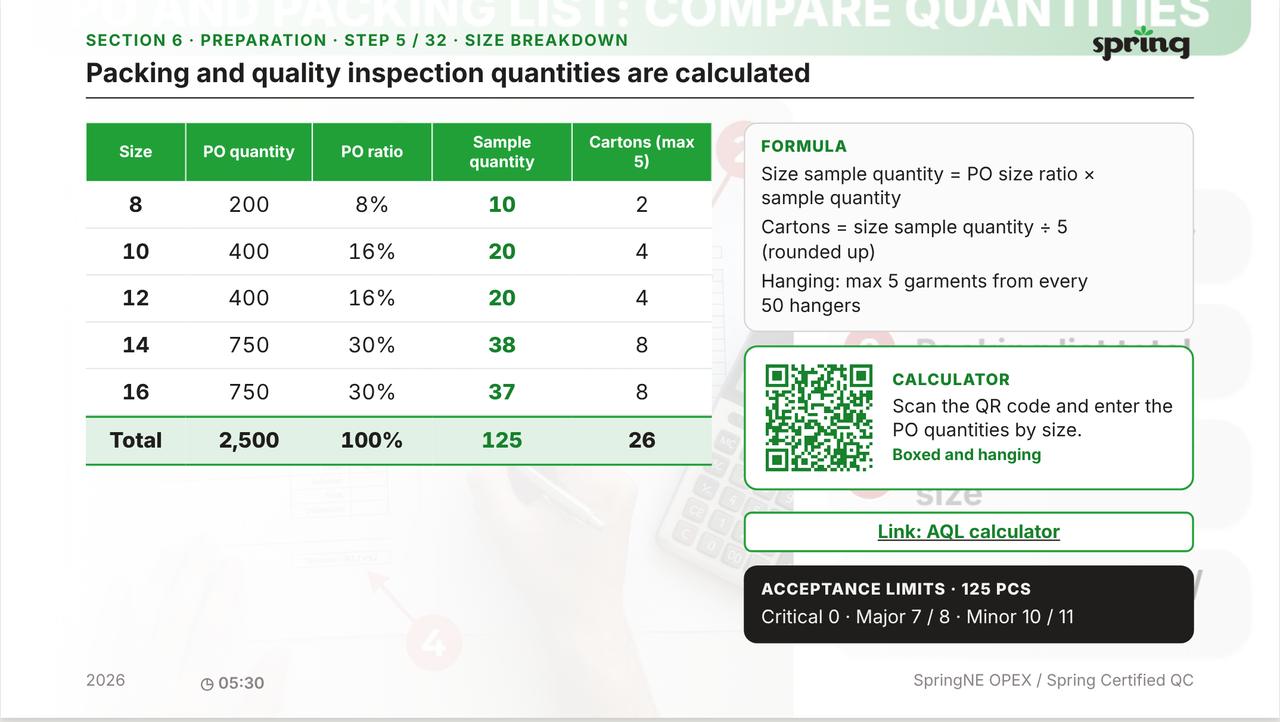 PO AND PACKING LIST: COMPARE QUANTITIES
SECTION 6 · PREPARATION · STEP 5 / 32 · SIZE BREAKDOWN
spring
Packing and quality inspection quantities are calculated
Size PO quantity PO ratio Sample quantity Cartons (max 5)
8 200 8% 10 2
10 400 16% 20 4
12 400 16% 20 4
14 750 30% 38 8
16 750 30% 37 8
Total 2,500 100% 125 26
FORMULA
Size sample quantity = PO size ratio ×
sample quantity
Cartons = size sample quantity ÷ 5
(rounded up)
Hanging: max 5 garments from every
50 hangers
CALCULATOR
Scan the QR code and enter the
PO quantities by size.
Boxed and hanging
size
Link: AQL calculator
ACCEPTANCE LIMITS · 125 PCS
Critical 0 · Major 7 / 8 · Minor 10 / 11
4
2026
05:30
SpringNE OPEX / Spring Certified QC